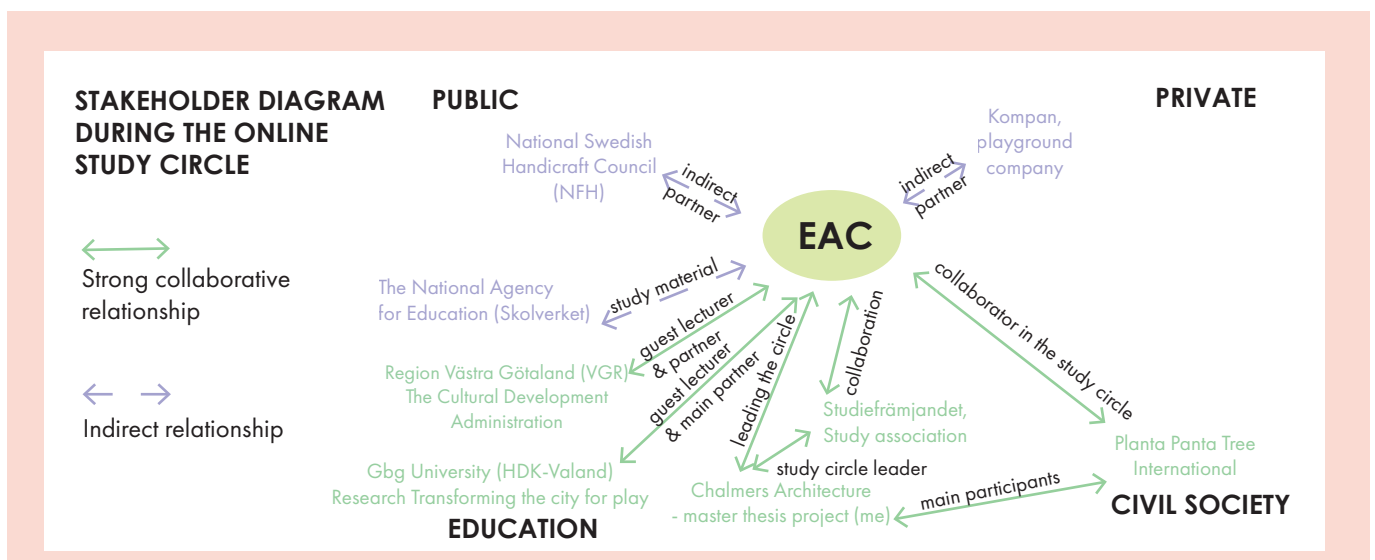 STAKEHOLDER DIAGRAM
DURING THE ONLINE
STUDY CIRCLE
PUBLIC
PRIVATE
National Swedish
Handicraft Council
(NFH)
indirect
partner
Kompan,
playground
company
indirect
partner
EAC
Strong collaborative
relationship
Indirect relationship
The National Agency
for Education (Skolverket)
study material
Region Västra Götaland (VGR)
The Cultural Development
Administration
guest lecturer
& partner
Gbg University (HDK-Valand)
Research Transforming the city for play
guest lecturer
& main partner
EDUCATION
leading the circle
collaboration
Studiefrämjandet,
Study association
study circle leader
Chalmers Architecture
- master thesis project (me)
collaborator in the study circle
main participants
Planta Panta Tree
International
CIVIL SOCIETY